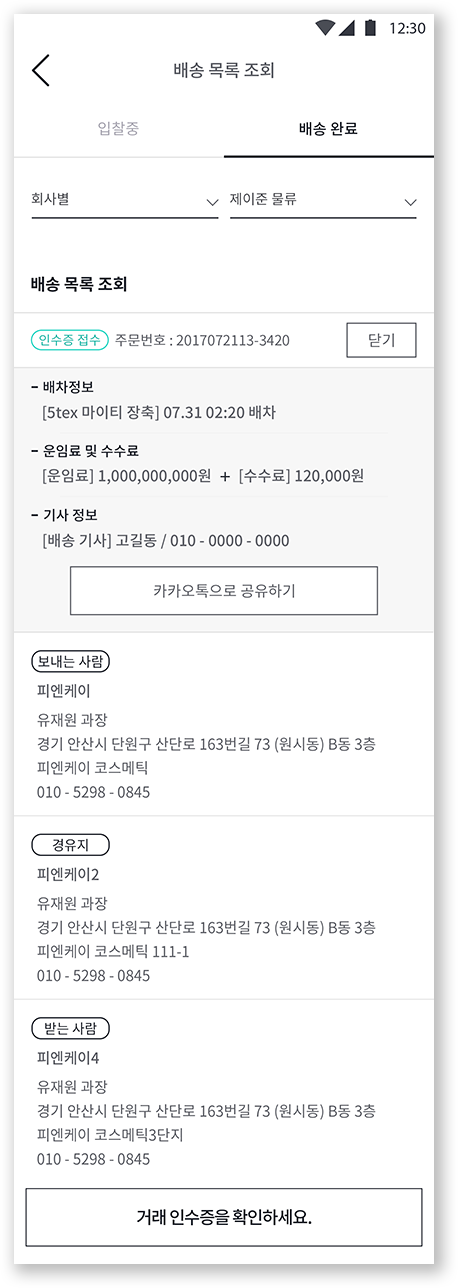 12:30
배송 목록 조회
입찰중 배송 완료
회사별 제이준 물류
배송 목록 조회
인수증 접수 주문번호 : 2017072113-3420 닫기
– 배차정보
[5tex 마이티 장축] 07.31 02:20 배차
– 운임료 및 수수료
[운임료] 1,000,000,000원 + [수수료] 120,000원
– 기사 정보
[배송 기사] 고길동 / 010 - 0000 - 0000
카카오톡으로 공유하기
보내는 사람
피엔케이
유재원 과장
경기 안산시 단원구 산단로 163번길 73 (원시동) B동 3층
피엔케이 코스메틱
010 - 5298 - 0845
경유지
피엔케이2
유재원 과장
경기 안산시 단원구 산단로 163번길 73 (원시동) B동 3층
피엔케이 코스메틱 111-1
010 - 5298 - 0845
받는 사람
피엔케이4
유재원 과장
경기 안산시 단원구 산단로 163번길 73 (원시동) B동 3층
피엔케이 코스메틱3단지
010 - 5298 - 0845
거래 인수증을 확인하세요.